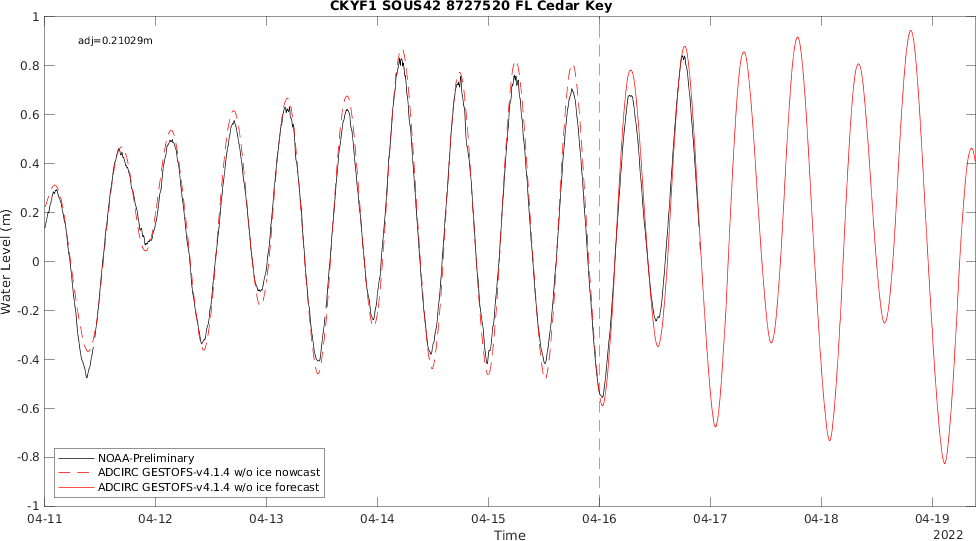 CKYF1 SOUS42 8727520 FL Cedar Key
adj=0.21029m
1
0.8
0.6
0.4
0.2
0
-0.2
-0.4
-0.6
-0.8
-1
Water Level (m)
NOAA-Preliminary
ADCIRC GESTOFS-v4.1.4 w/o ice nowcast
ADCIRC GESTOFS-v4.1.4 w/o ice forecast
04-11 04-12 04-13 04-14 04-15 04-16 04-17 04-18 04-19
Time
2022